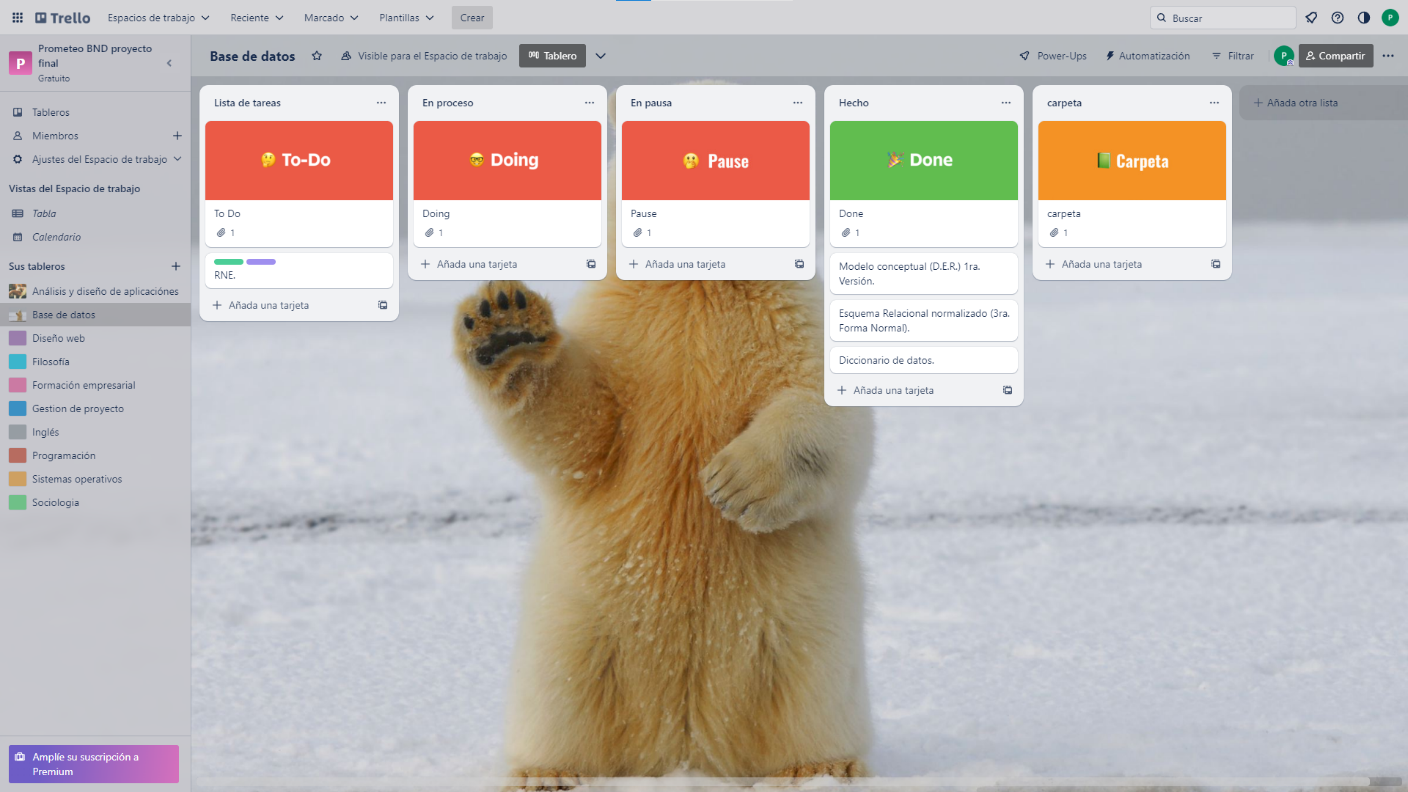 Trello
Espacios de trabajo
Reciente
Marcado
Plantillas
Crear
Buscar
P
P
Prometeo BND proyecto
final
Gratuito
Base de datos
Visible para el Espacio de trabajo
Tablero
Power-Ups
Automatización
Filtrar
P
Compartir
Tableros
Miembros
Ajustes del Espacio de trabajo
Vistas del Espacio de trabajo
Tabla
Calendario
Sus tableros
Análisis y diseño de aplicaciónes
Base de datos
Diseño web
Filosofía
Formación empresarial
Gestion de proyecto
Inglés
Programación
Sistemas operativos
Sociologia
Amplíe su suscripción a
Premium
Lista de tareas
To-Do
To Do
1
RNE.
Añada una tarjeta
En proceso
Doing
Doing
1
Añada una tarjeta
En pausa
Pause
Pause
1
Añada una tarjeta
Hecho
Done
Done
1
Modelo conceptual (D.E.R.) 1ra.
Versión.
Esquema Relacional normalizado (3ra.
Forma Normal).
Diccionario de datos.
Añada una tarjeta
carpeta
Carpeta
carpeta
1
Añada una tarjeta
Añada otra lista